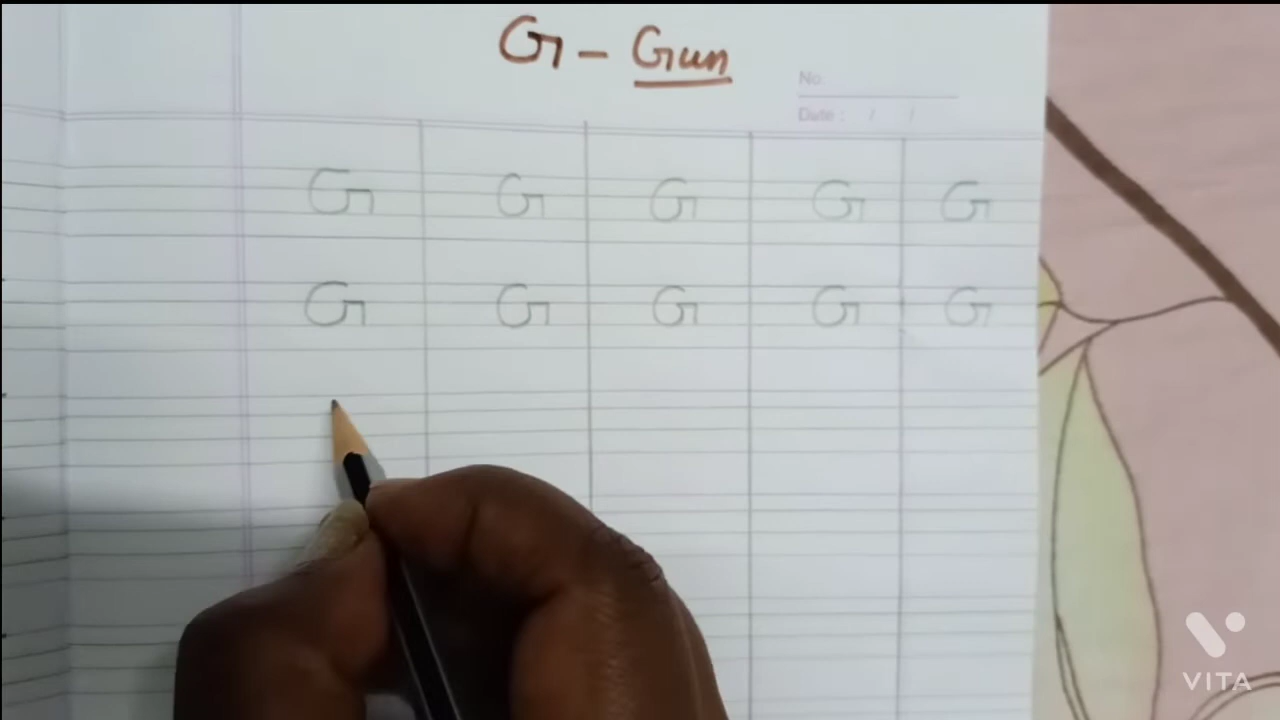 G - Gun
No.
Date : / /
G G G G G
G G G G G
VITA